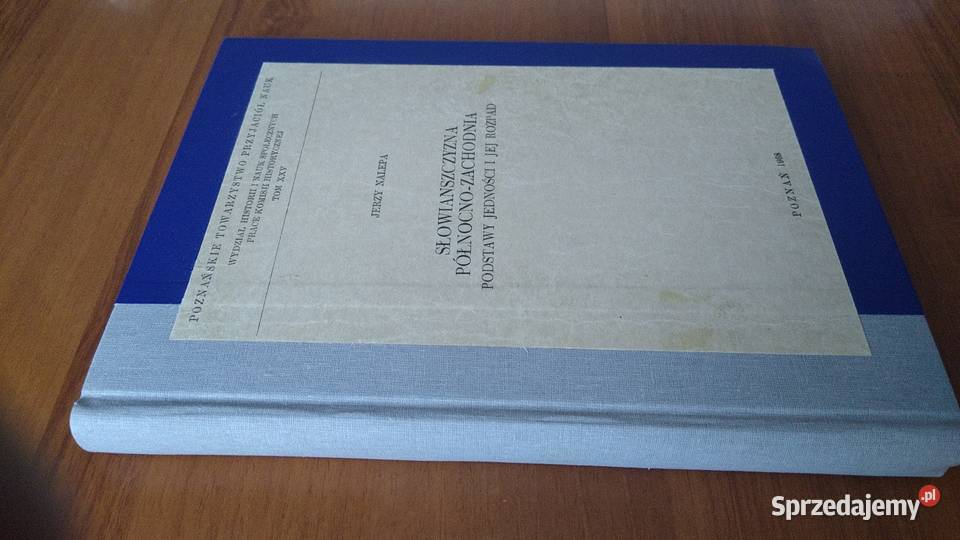 POZNAŃSKIE TOWARZYSTWO PRZYJACIÓŁ NAUK
WYDZIAŁ HISTORII I NAUK SPOŁECZNYCH
PRACE KOMISJI HISTORYCZNEJ
TOM XXV
JERZY NALEPA
SŁOWIAŃSZCZYZNA
PÓŁNOCNO-ZACHODNIA
PODSTAWY JEDNOŚCI I JEJ ROZPAD
POZNAŃ 1968
Sprzedajemy.pl